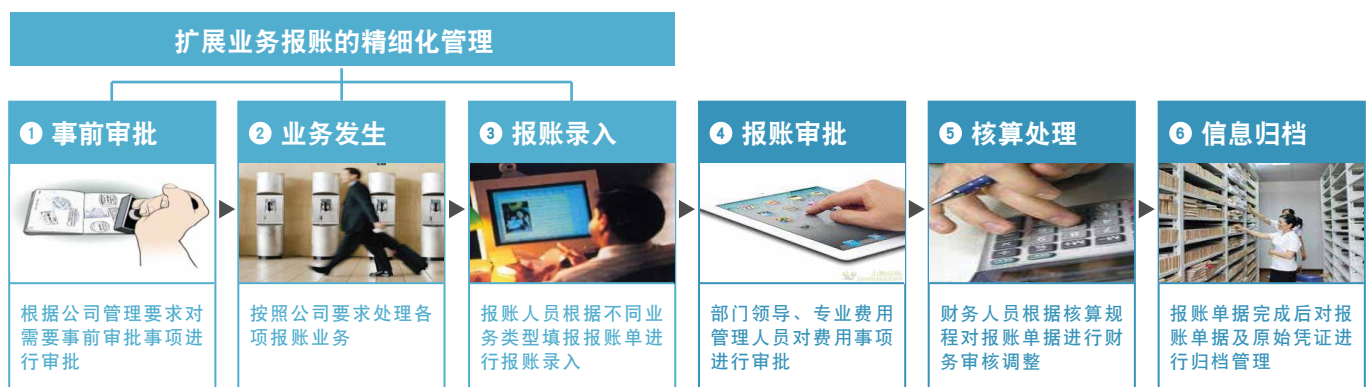 扩展业务报账的精细化管理
1 事前审批
2 业务发生
3 报账录入
4 报账审批
5 核算处理
6 信息归档
根据公司管理要求对
需要事前审批事项进
行审批
按照公司要求处理各
项报账业务
报账人员根据不同业
务类型填报报账单进
行报账录入
部门领导、专业费用
管理人员对费用事项
进行审批
财务人员根据核算规
程对报账单据进行财
务审核调整
报账单据完成后对报
账单据及原始凭证进
行归档管理